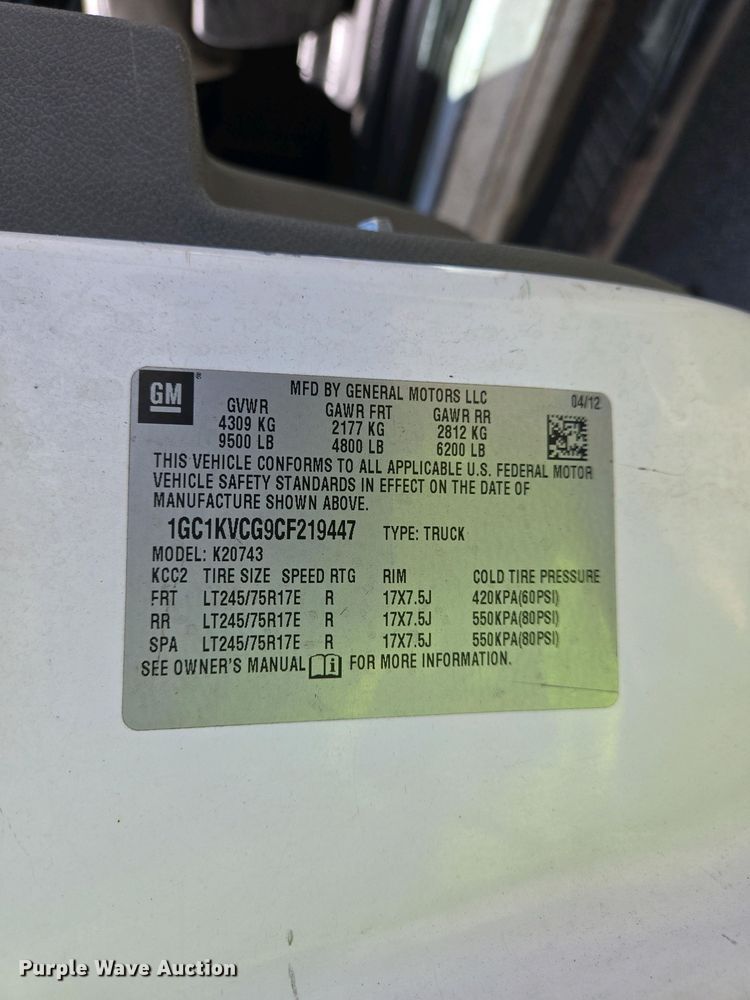 GM®
MFD BY GENERAL MOTORS LLC 04/12
GVWR GAWR FRT GAWR RR
4309 KG 2177 KG 2812 KG
9500 LB 4800 LB 6200 LB
THIS VEHICLE CONFORMS TO ALL APPLICABLE U.S. FEDERAL MOTOR
VEHICLE SAFETY STANDARDS IN EFFECT ON THE DATE OF
MANUFACTURE SHOWN ABOVE.
1GC1KVCG9CF219447 TYPE: TRUCK
MODEL: K20743
KCC2 TIRE SIZE SPEED RTG RIM COLD TIRE PRESSURE
FRT LT245/75R17E R 17X7.5J 420KPA(60PSI)
RR LT245/75R17E R 17X7.5J 550KPA(80PSI)
SPA LT245/75R17E R 17X7.5J 550KPA(80PSI)
SEE OWNER'S MANUAL i FOR MORE INFORMATION.
Purple Wave Auction